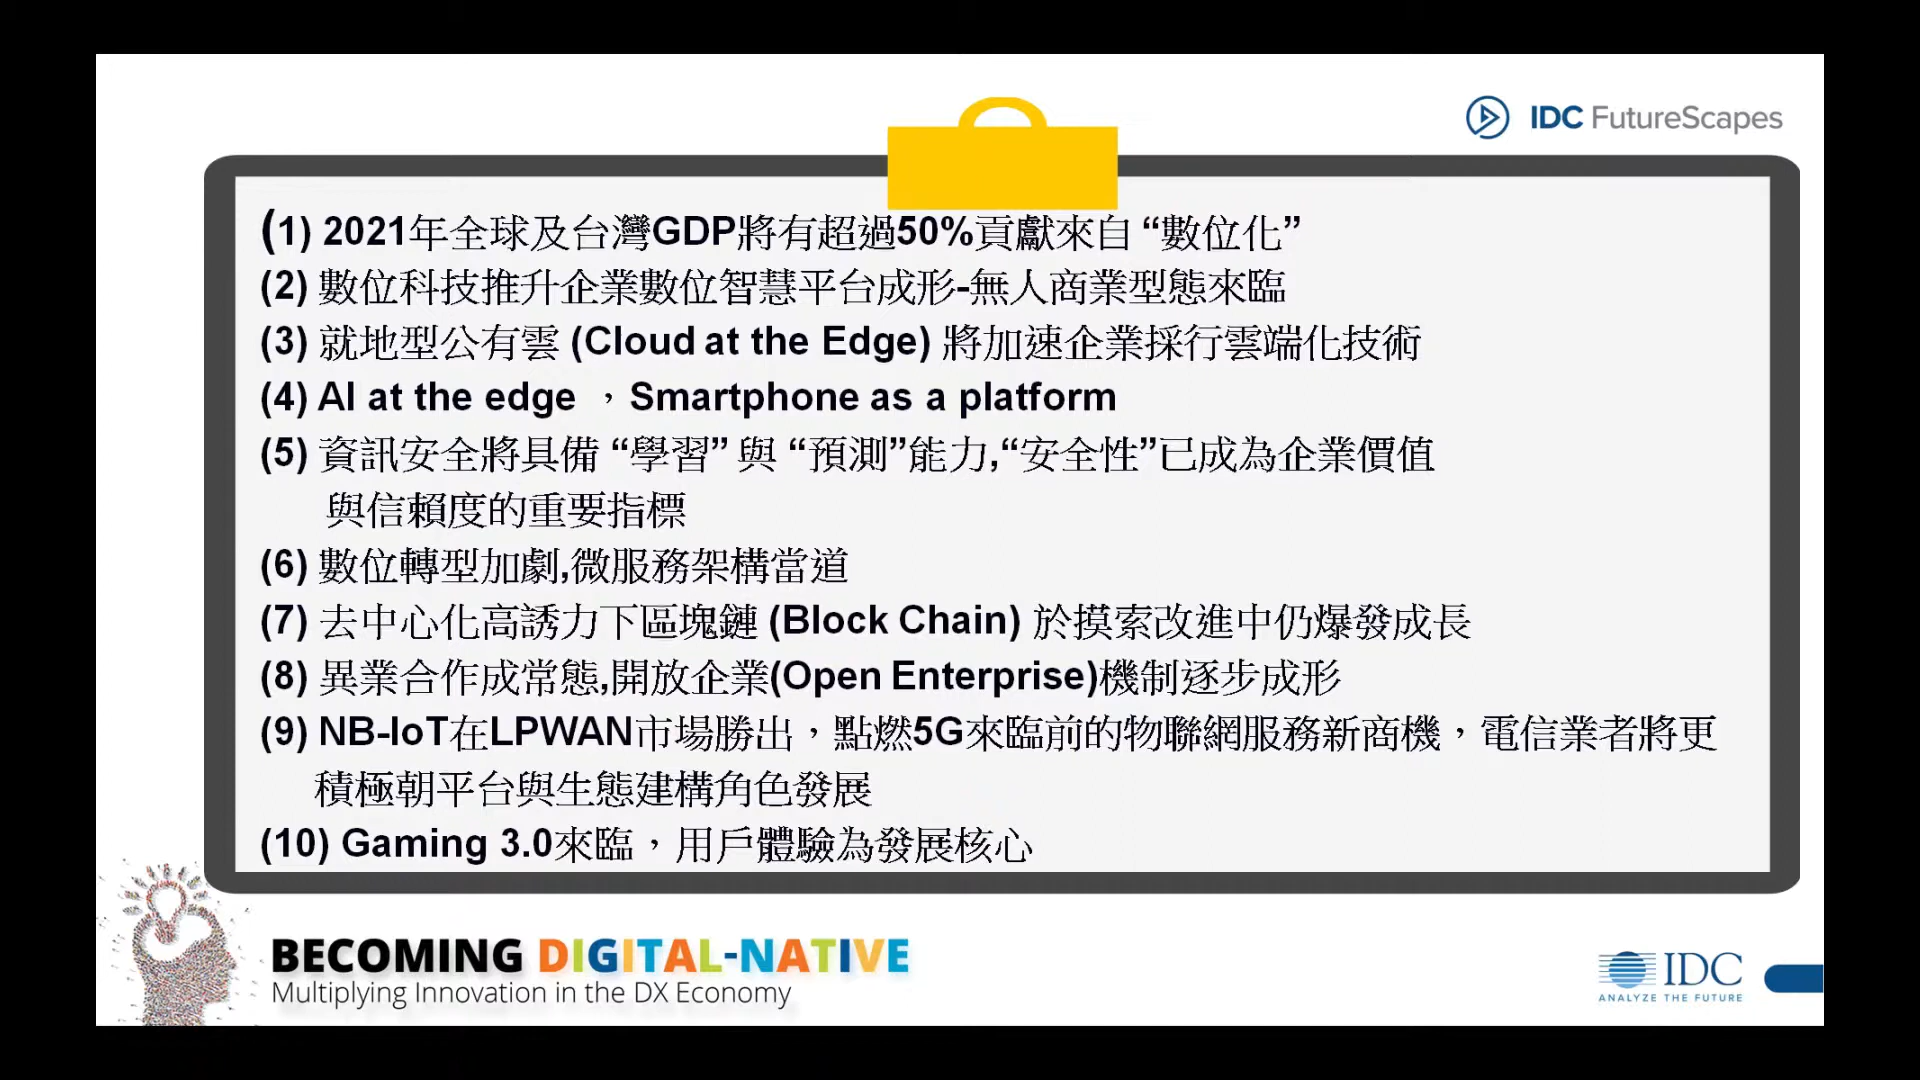 IDC FutureScapes
(1) 2021年全球及台灣GDP將有超過50%貢獻來自 “數位化”
(2) 數位科技推升企業數位智慧平台成形-無人商業型態來臨
(3) 就地型公有雲 (Cloud at the Edge) 將加速企業採行雲端化技術
(4) AI at the edge ，Smartphone as a platform
(5) 資訊安全將具備 “學習” 與 “預測”能力,“安全性”已成為企業價值
與信賴度的重要指標
(6) 數位轉型加劇,微服務架構當道
(7) 去中心化高誘力下區塊鏈 (Block Chain) 於摸索改進中仍爆發成長
(8) 異業合作成常態,開放企業(Open Enterprise)機制逐步成形
(9) NB-IoT在LPWAN市場勝出，點燃5G來臨前的物聯網服務新商機，電信業者將更
積極朝平台與生態建構角色發展
(10) Gaming 3.0來臨，用戶體驗為發展核心
BECOMING DIGITAL-NATIVE
Multiplying Innovation in the DX Economy
IDC
ANALYZE THE FUTURE